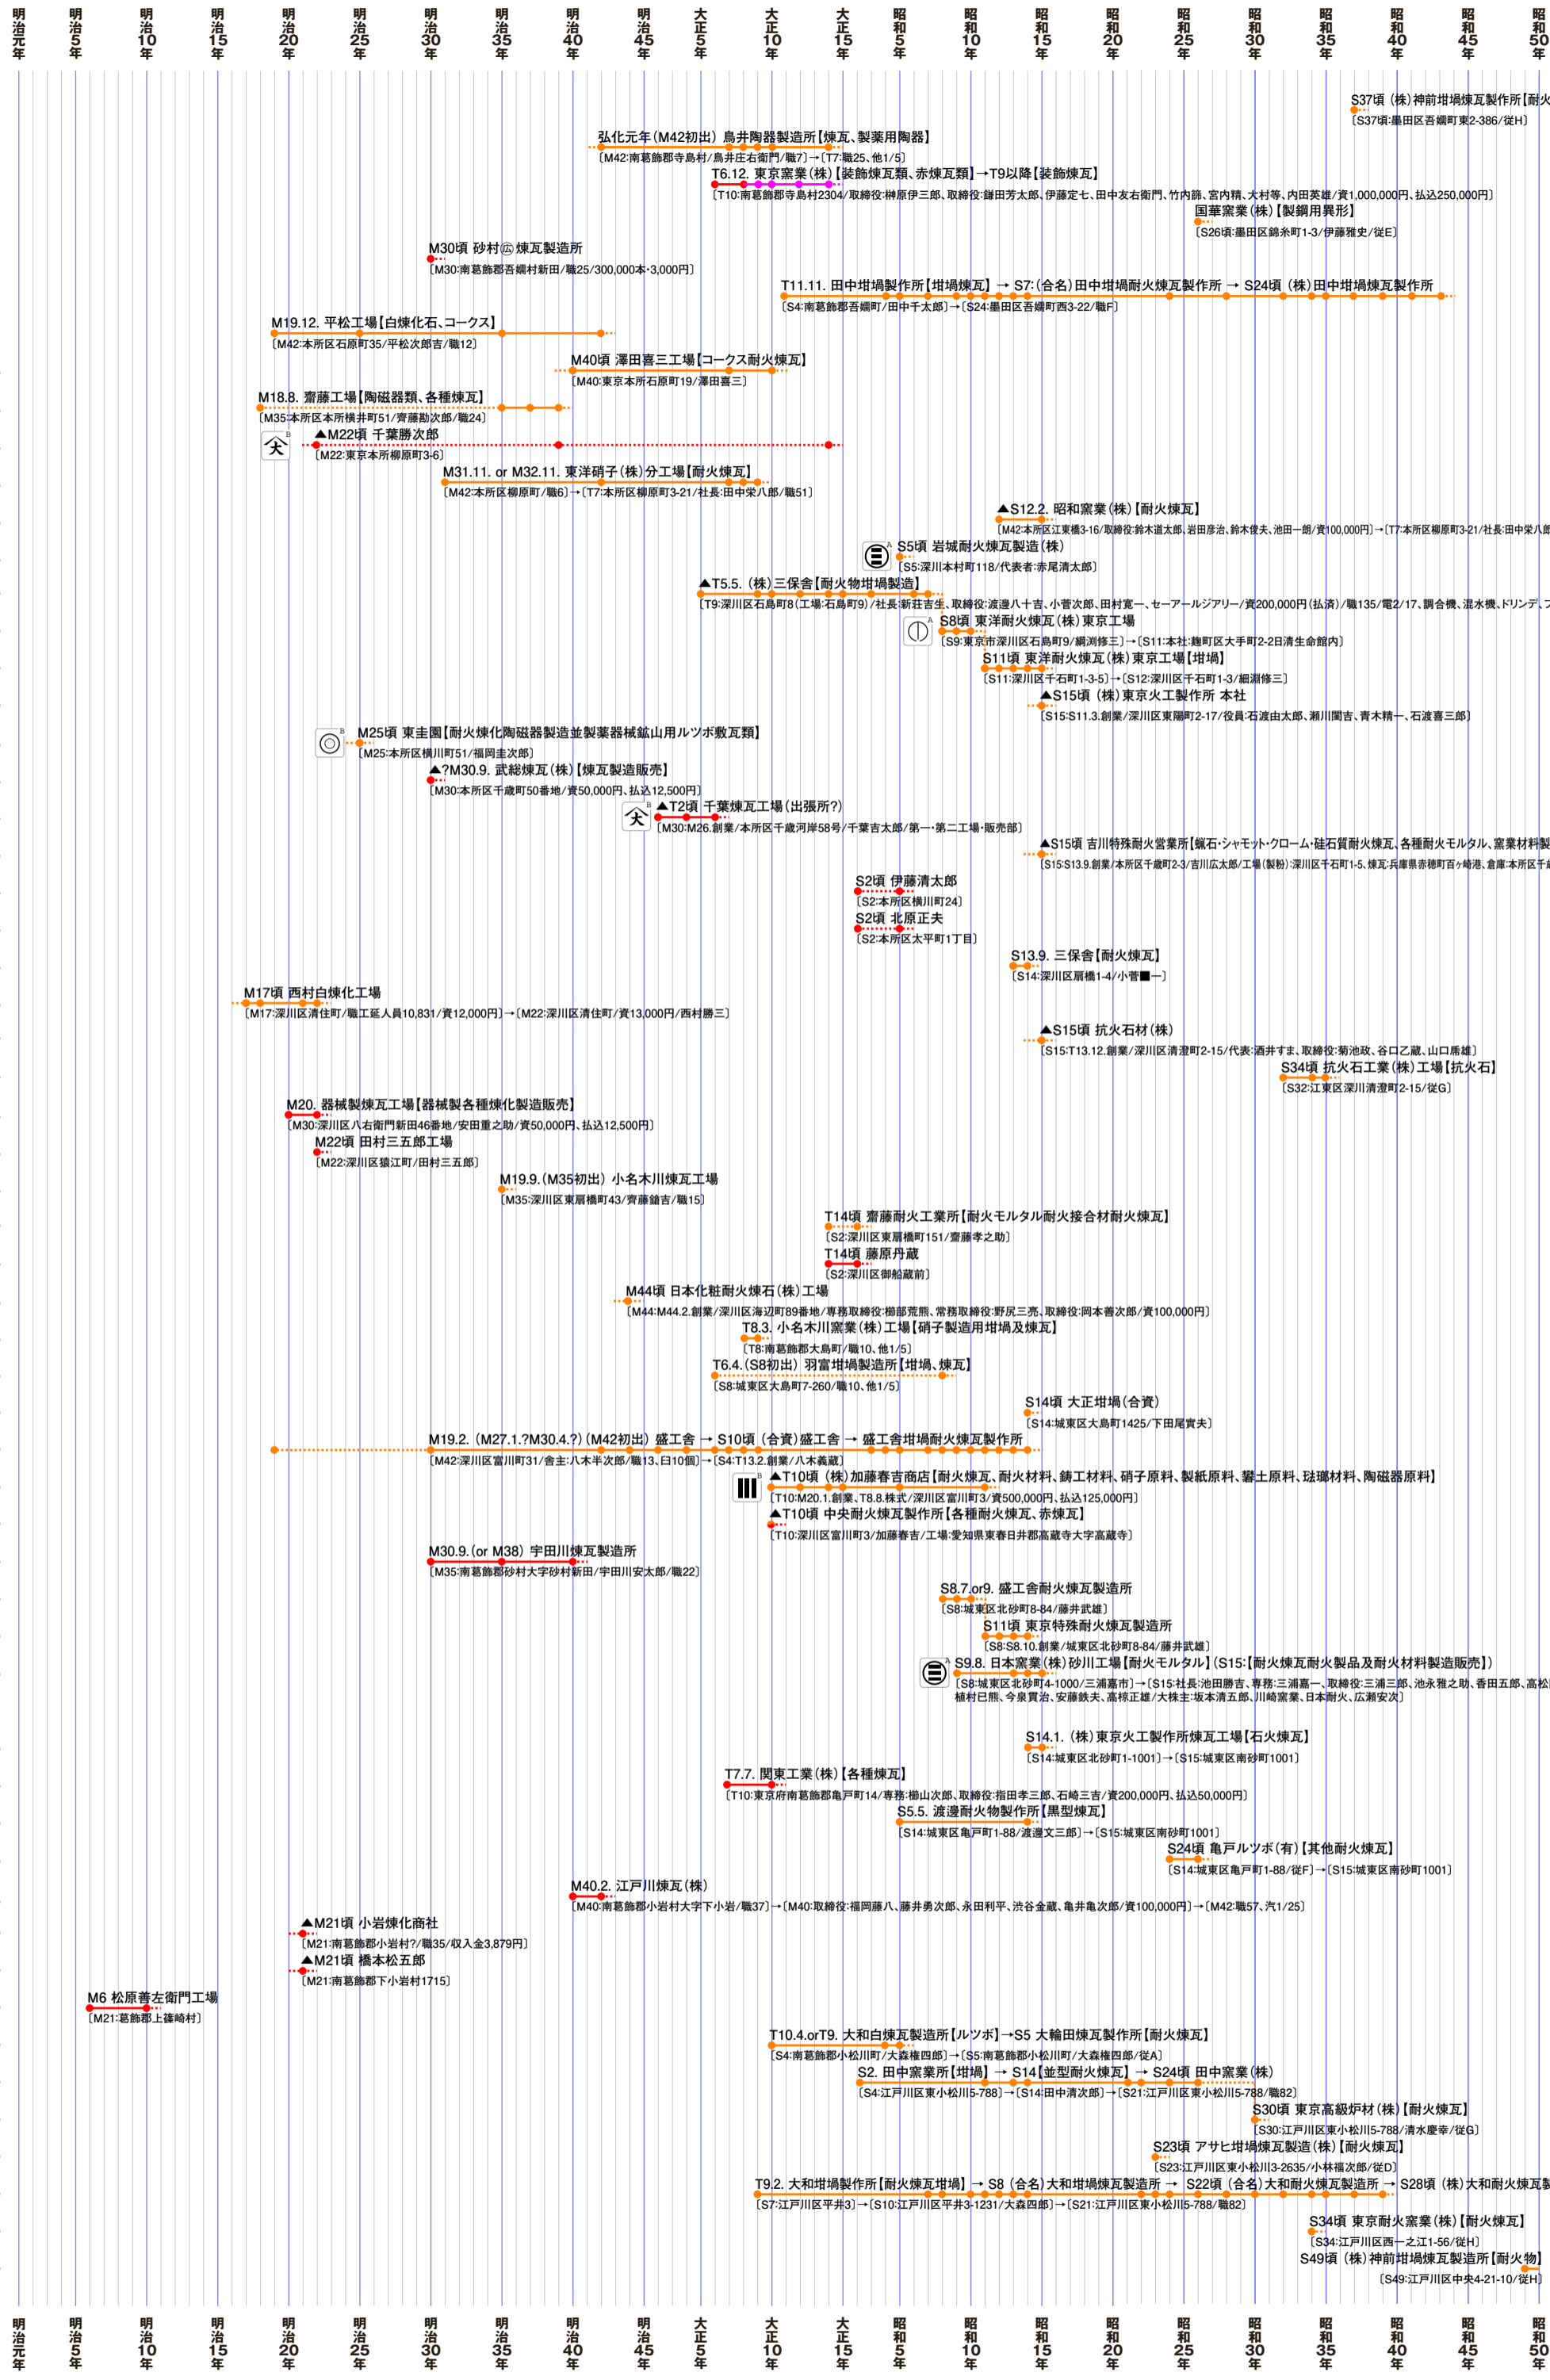 明治元年 明治5年 明治10年 明治15年 明治20年 明治25年 明治30年 明治35年 明治40年 明治45年 大正5年 大正10年 大正15年 昭和5年 昭和10年 昭和15年 昭和20年 昭和25年 昭和30年 昭和35年 昭和40年 昭和45年 昭和50年
S37頃 (株)神前坩堝煉瓦製作所【耐火
〔S37頃:墨田区吾嬬町東2-386/従H〕
弘化元年(M42初出) 鳥井陶器製造所【煉瓦、製薬用陶器】
〔M42:南葛飾郡寺島村/鳥井庄右衛門/職7〕→〔T7:職25、他1/5〕
T6.12. 東京窯業(株)【装飾煉瓦類、赤煉瓦類】→T9以降【装飾煉瓦】
〔T10:南葛飾郡寺島村2304/取締役:榊原伊三郎、取締役:鎌田芳太郎、伊藤定七、田中友右衛門、竹内篩、宮内精、大村等、内田英雄/資1,000,000円、払込250,000円〕
国華窯業(株)【製鋼用異形】
〔S26頃:墨田区錦糸町1-3/伊藤雅史/従E〕
M30頃 砂村㊄煉瓦製造所
〔M30:南葛飾郡吾嬬村新田/職25/300,000本・3,000円〕
T11.11. 田中坩堝製作所【坩堝煉瓦】 → S7:(合名)田中坩堝耐火煉瓦製作所 → S24頃 (株)田中坩堝煉瓦製作所
〔S4:南葛飾郡吾嬬町/田中千太郎〕→〔S24:墨田区吾嬬町西3-22/職F〕
M19.12. 平松工場【白煉化石、コークス】
〔M42:本所区石原町35/平松次郎吉/職12〕
M40頃 澤田喜三工場【コークス耐火煉瓦】
〔M40:東京本所石原町19/澤田喜三〕
M18.8. 齋藤工場【陶磁器類、各種煉瓦】
〔M35:本所区本所横井町51/齊藤勘次郎/職24〕
B
大
▲M22頃 千葉勝次郎
〔M22:東京本所柳原町3-6〕
M31.11. or M32.11. 東洋硝子(株)分工場【耐火煉瓦】
〔M42:本所区柳原町/職6〕→〔T7:本所区柳原町3-21/社長:田中栄八郎/職51〕
▲S12.2. 昭和窯業(株)【耐火煉瓦】
〔M42:本所区江東橋3-16/取締役:鈴木道太郎、岩田彦治、鈴木俊夫、池田一朗/資100,000円〕→〔T7:本所区柳原町3-21/社長:田中栄八郎
A
S5頃 岩城耐火煉瓦製造(株)
〔S5:深川本村町118/代表者:赤尾清太郎〕
▲T5.5. (株)三保舎【耐火物坩堝製造】
〔T9:深川区石島町8(工場:石島町9)/社長:新荘吉生、取締役:渡邉八十吉、小菅次郎、田村寛一、セーアールジアリー/資200,000円(払済)/職135/電2/17、調合機、混水機、ドリンデ、フ
A
S8頃 東洋耐火煉瓦(株)東京工場
〔S9:東京市深川区石島町9/綱渕修三〕→〔S11:本社:麹町区大手町2-2日清生命館内〕
S11頃 東洋耐火煉瓦(株)東京工場【坩堝】
〔S11:深川区千石町1-3-5〕→〔S12:深川区千石町1-3/細淵修三〕
▲S15頃 (株)東京火工製作所 本社
〔S15:S11.3.創業/深川区東陽町2-17/役員:石渡由太郎、瀬川閏吉、青木精一、石渡喜三郎〕
B
M25頃 東圭園【耐火煉化陶磁器製造並製薬器械鉱山用ルツボ敷瓦類】
〔M25:本所区横川町51/福岡圭次郎〕
▲?M30.9. 武総煉瓦(株)【煉瓦製造販売】
〔M30:本所区千歳町50番地/資50,000円、払込12,500円〕
B
大
▲T2頃 千葉煉瓦工場(出張所?)
〔M30:M26.創業/本所区千歳河岸58号/千葉吉太郎/第一・第二工場・販売部〕
▲S15頃 吉川特殊耐火営業所【蝋石・シャモット・クローム・硅石質耐火煉瓦、各種耐火モルタル、窯業材料製
〔S15:S13.9.創業/本所区千歳町2-3/吉川広太郎/工場(製粉):深川区千石町1-5、煉瓦:兵庫県赤穂町百ヶ崎港、倉庫:本所区千歳
S2頃 伊藤清太郎
〔S2:本所区横川町24〕
S2頃 北原正夫
〔S2:本所区太平町1丁目〕
S13.9. 三保舎【耐火煉瓦】
〔S14:深川区扇橋1-4/小菅■一〕
M17頃 西村白煉化工場
〔M17:深川区清住町/職工延人員10,831/資12,000円〕→〔M22:深川区清住町/資13,000円/西村勝三〕
▲S15頃 抗火石材(株)
〔S15:T13.12.創業/深川区清澄町2-15/代表:酒井すま、取締役:菊池政、谷口乙蔵、山口乕雄〕
S34頃 抗火石工業(株)工場【抗火石】
〔S32:江東区深川清澄町2-15/従G〕
M20. 器械製煉瓦工場【器械製各種煉化製造販売】
〔M30:深川区八右衛門新田46番地/安田重之助/資50,000円、払込12,500円〕
M22頃 田村三五郎工場
〔M22:深川区猿江町/田村三五郎〕
M19.9.(M35初出) 小名木川煉瓦工場
〔M35:深川区東扇橋町43/齊藤鎗吉/職15〕
T14頃 齋藤耐火工業所【耐火モルタル耐火接合材耐火煉瓦】
〔S2:深川区東扇橋町151/齋藤孝之助〕
T14頃 藤原丹蔵
〔S2:深川区御船蔵前〕
M44頃 日本化粧耐火煉石(株)工場
〔M44:M44.2.創業/深川区海辺町89番地/専務取締役:櫛部荒熊、常務取締役:野尻三亮、取締役:岡本善次郎/資100,000円〕
T8.3. 小名木川窯業(株)工場【硝子製造用坩堝及煉瓦】
〔T8:南葛飾郡大島町/職10、他1/5〕
T6.4.(S8初出) 羽富坩堝製造所【坩堝、煉瓦】
〔S8:城東区大島町7-260/職10、他1/5〕
S14頃 大正坩堝(合資)
〔S14:城東区大島町1425/下田尾實夫〕
M19.2. (M27.1.?M30.4.?)(M42初出) 盛工舎 → S10頃 (合資)盛工舎 → 盛工舎坩堝耐火煉瓦製作所
〔M42:深川区富川町31/舎主:八木半次郎/職13、臼10個〕→〔S4:T13.2.創業/八木義蔵〕
B
▲T10頃 (株)加藤春吉商店【耐火煉瓦、耐火材料、鋳工材料、硝子原料、製紙原料、礬土原料、琺瑯材料、陶磁器原料】
〔T10:M20.1.創業、T8.8.株式/深川区富川町3/資500,000円、払込125,000円〕
▲T10頃 中央耐火煉瓦製作所【各種耐火煉瓦、赤煉瓦】
〔T10:深川区富川町3/加藤春吉/工場:愛知県東春日井郡高蔵寺大字高蔵寺〕
M30.9.(or M38) 宇田川煉瓦製造所
〔M35:南葛飾郡砂村大字砂村新田/宇田川安太郎/職22〕
S8.7.or9. 盛工舎耐火煉瓦製造所
〔S8:城東区北砂町8-84/藤井武雄〕
S11頃 東京特殊耐火煉瓦製造所
〔S8:S8.10.創業/城東区北砂町8-84/藤井武雄〕
A
S9.8. 日本窯業(株)砂川工場【耐火モルタル】(S15:【耐火煉瓦耐火製品及耐火材料製造販売】)
〔S8:城東区北砂町4-1000/三浦嘉市〕→〔S15:社長:池田勝吉、専務:三浦嘉一、取締役:三浦三郎、池永雅之助、香田五郎、高松
植村已熊、今泉貫治、安藤鉄夫、高椋正雄/大株主:坂本清五郎、川崎窯業、日本耐火、広瀬安次〕
S14.1. (株)東京火工製作所煉瓦工場【石火煉瓦】
〔S14:城東区北砂町1-1001〕→〔S15:城東区南砂町1001〕
T7.7. 関東工業(株)【各種煉瓦】
〔T10:東京府南葛飾郡亀戸町14/専務:櫛山次郎、取締役:指田孝三郎、石崎三吉/資200,000円、払込50,000円〕
S5.5. 渡邊耐火物製作所【黒型煉瓦】
〔S14:城東区亀戸町1-88/渡邊文三郎〕→〔S15:城東区南砂町1001〕
S24頃 亀戸ルツボ(有)【其他耐火煉瓦】
〔S14:城東区亀戸町1-88/従F〕→〔S15:城東区南砂町1001〕
M40.2. 江戸川煉瓦(株)
〔M40:南葛飾郡小岩村大字下小岩/職37〕→〔M40:取締役:福岡藤八、藤井勇次郎、永田利平、渋谷金蔵、亀井亀次郎/資100,000円〕→〔M42:職57、汽1/25〕
▲M21頃 小岩煉化商社
〔M21:南葛飾郡小岩村?/職35/収入金3,879円〕
▲M21頃 橋本松五郎
〔M21:南葛飾郡下小岩村1715〕
M6 松原善左衛門工場
〔M21:葛飾郡上篠崎村〕
T10.4.orT9. 大和白煉瓦製造所【ルツボ】→S5 大輪田煉瓦製作所【耐火煉瓦】
〔S4:南葛飾郡小松川町/大森権四郎〕→〔S5:南葛飾郡小松川町/大森権四郎/従A〕
S2. 田中窯業所【坩堝】 → S14【並型耐火煉瓦】 → S24頃 田中窯業(株)
〔S4:江戸川区東小松川5-788〕→〔S14:田中清次郎〕→〔S21:江戸川区東小松川5-788/職82〕
S30頃 東京高級炉材(株)【耐火煉瓦】
〔S30:江戸川区東小松川5-788/清水慶幸/従G〕
S23頃 アサヒ坩堝煉瓦製造(株)【耐火煉瓦】
〔S23:江戸川区東小松川3-2635/小林福次郎/従D〕
T9.2. 大和坩堝製作所【耐火煉瓦坩堝】 → S8 (合名)大和坩堝煉瓦製造所 → S22頃 (合名)大和耐火煉瓦製造所 → S28頃 (株)大和耐火煉瓦製
〔S7:江戸川区平井3〕→〔S10:江戸川区平井3-1231/大森四郎〕→〔S21:江戸川区東小松川5-788/職82〕
S34頃 東京耐火窯業(株)【耐火煉瓦】
〔S34:江戸川区西一之江1-56/従H〕
S49頃 (株)神前坩堝煉瓦製造所【耐火物】
〔S49:江戸川区中央4-21-10/従H〕
明治元年 明治5年 明治10年 明治15年 明治20年 明治25年 明治30年 明治35年 明治40年 明治45年 大正5年 大正10年 大正15年 昭和5年 昭和10年 昭和15年 昭和20年 昭和25年 昭和30年 昭和35年 昭和40年 昭和45年 昭和50年